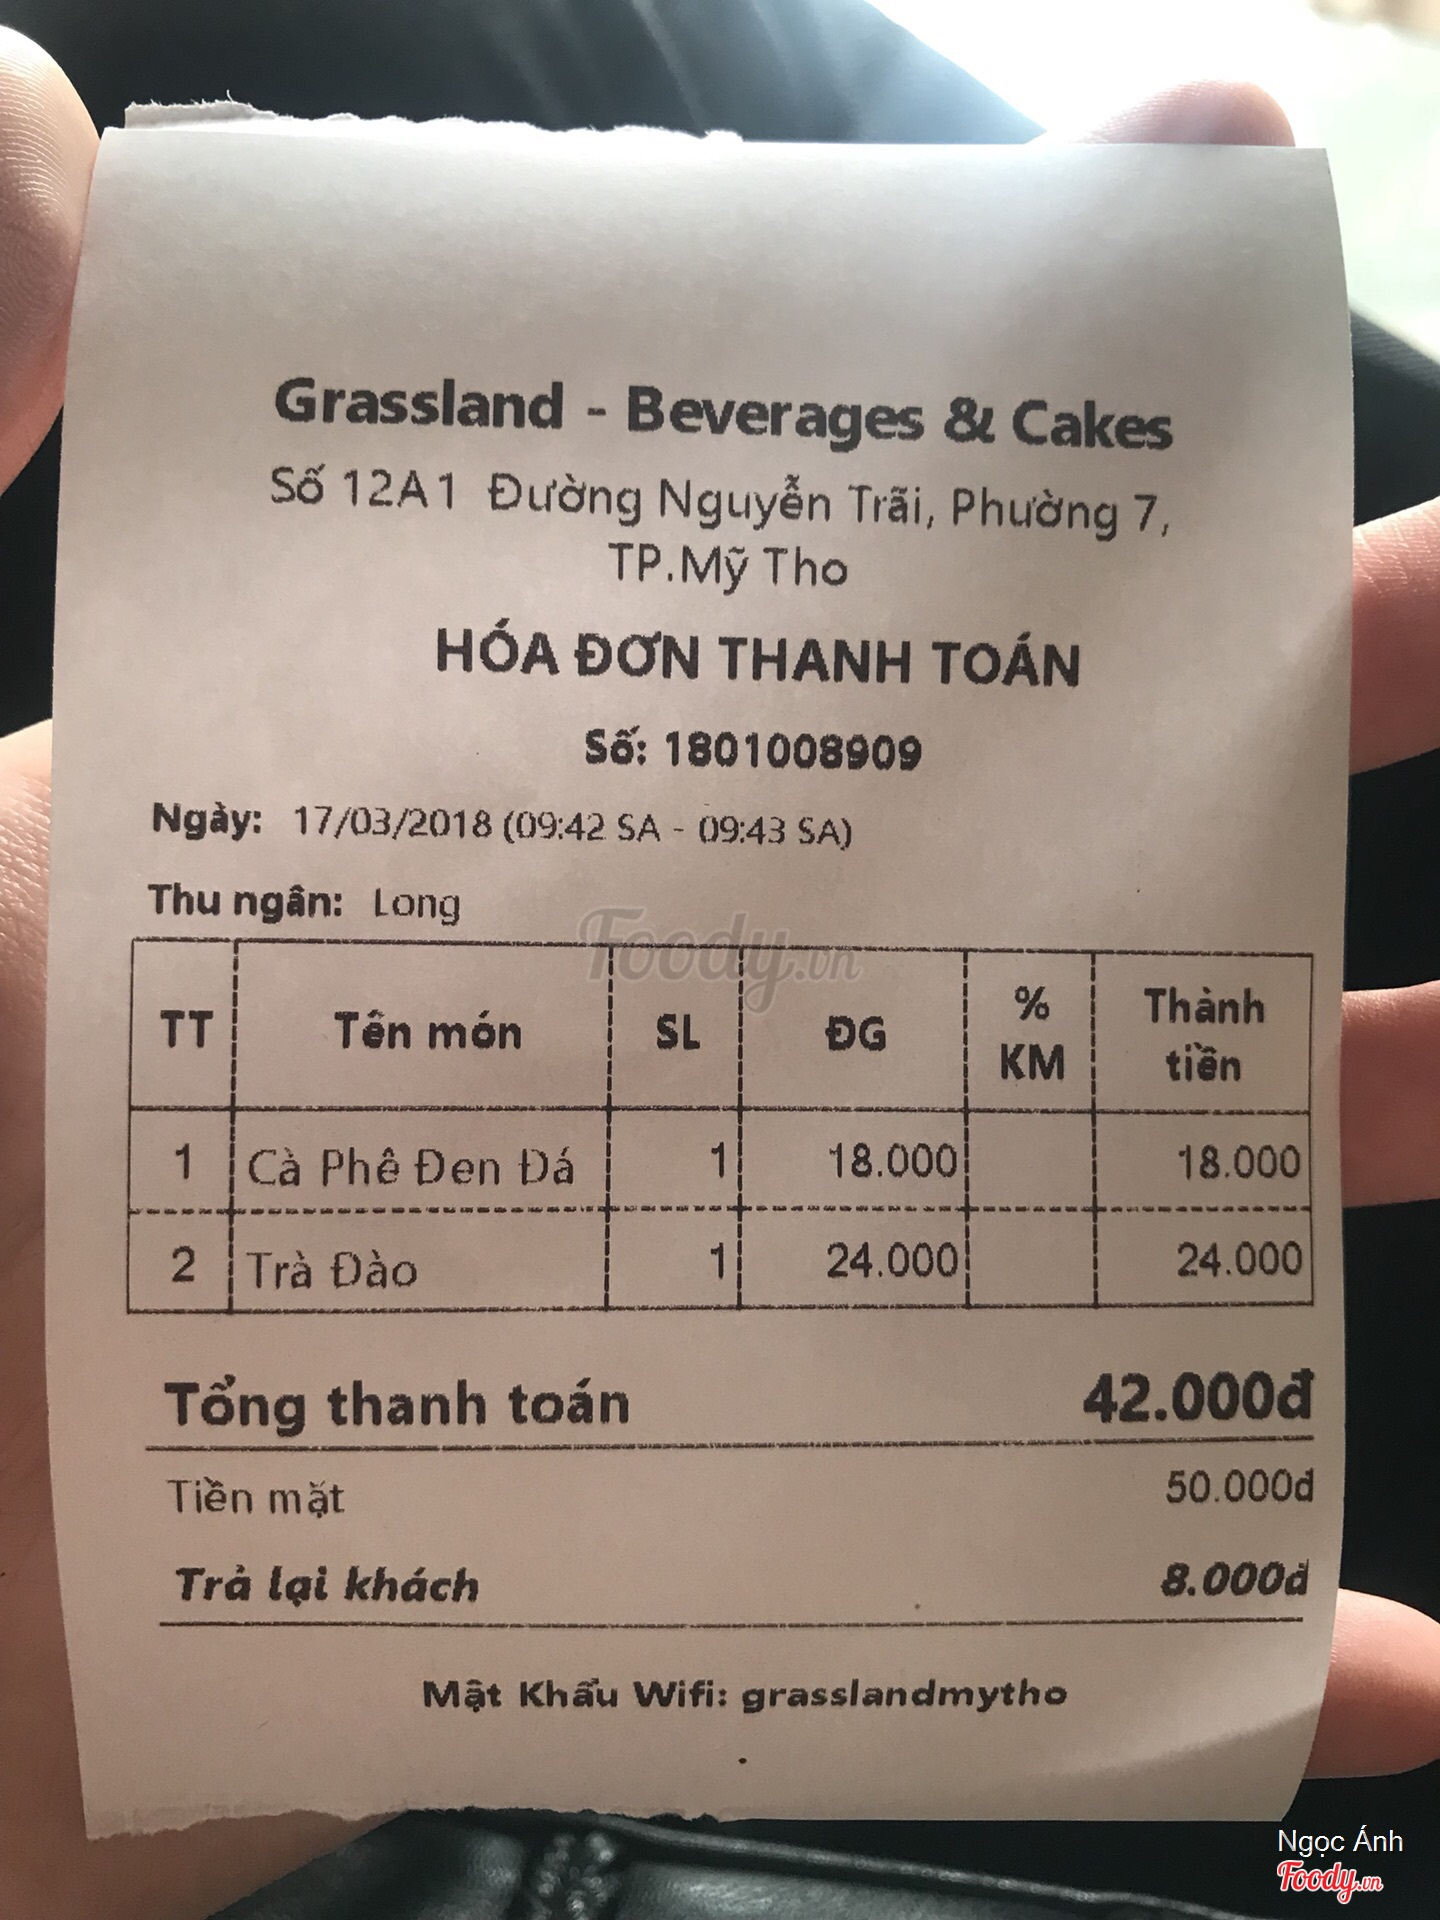 Grassland - Beverages & Cakes
Số 12A1 Đường Nguyễn Trãi, Phường 7,
TP.Mỹ Tho
HÓA ĐƠN THANH TOÁN
Số: 1801008909
Ngày: 17/03/2018 (09:42 SA - 09:43 SA)
Thu ngân: Long
Foody.vn
TT Tên món SL ĐG % KM Thành tiền
1 Cà Phê Đen Đá 1 18.000 18.000
2 Trà Đào 1 24.000 24.000
Tổng thanh toán 42.000đ
Tiền mặt 50.000đ
Trả lại khách 8.000đ
Mật Khẩu Wifi: grasslandmytho
.
Ngọc Ánh
Foody.vn